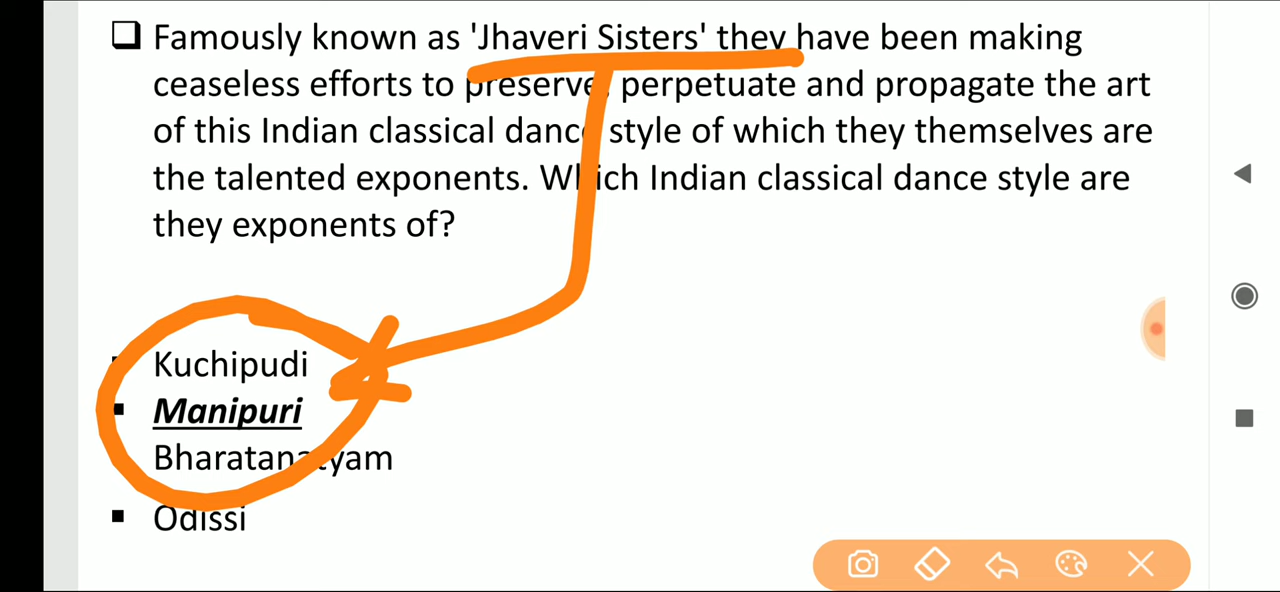 Famously known as 'Jhaveri Sisters' they have been making
ceaseless efforts to preserve, perpetuate and propagate the art
of this Indian classical dance style of which they themselves are
the talented exponents. Which Indian classical dance style are
they exponents of?
Kuchipudi
Manipuri
Bharatanatyam
Odissi